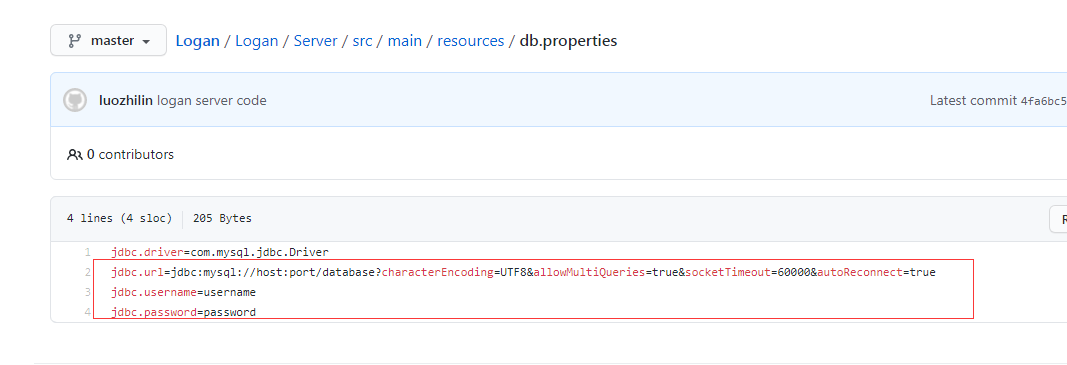 master Logan / Logan / Server / src / main / resources / db.properties
luozhilin logan server code Latest commit 4fa6bc5
0 contributors
4 lines (4 sloc) 205 Bytes
1 jdbc.driver=com.mysql.jdbc.Driver
2 jdbc.url=jdbc:mysql://host:port/database?characterEncoding=UTF8&allowMultiQueries=true&socketTimeout=60000&autoReconnect=true
3 jdbc.username=username
4 jdbc.password=password